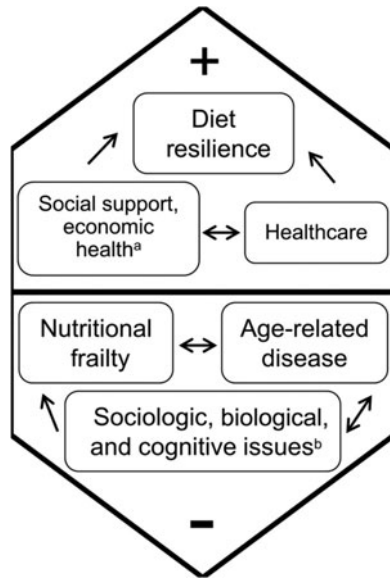 +
Diet
resilience
Social support,
economic
healthᵃ
Healthcare
Nutritional
frailty
Age-related
disease
Sociologic, biological,
and cognitive issuesᵇ
-